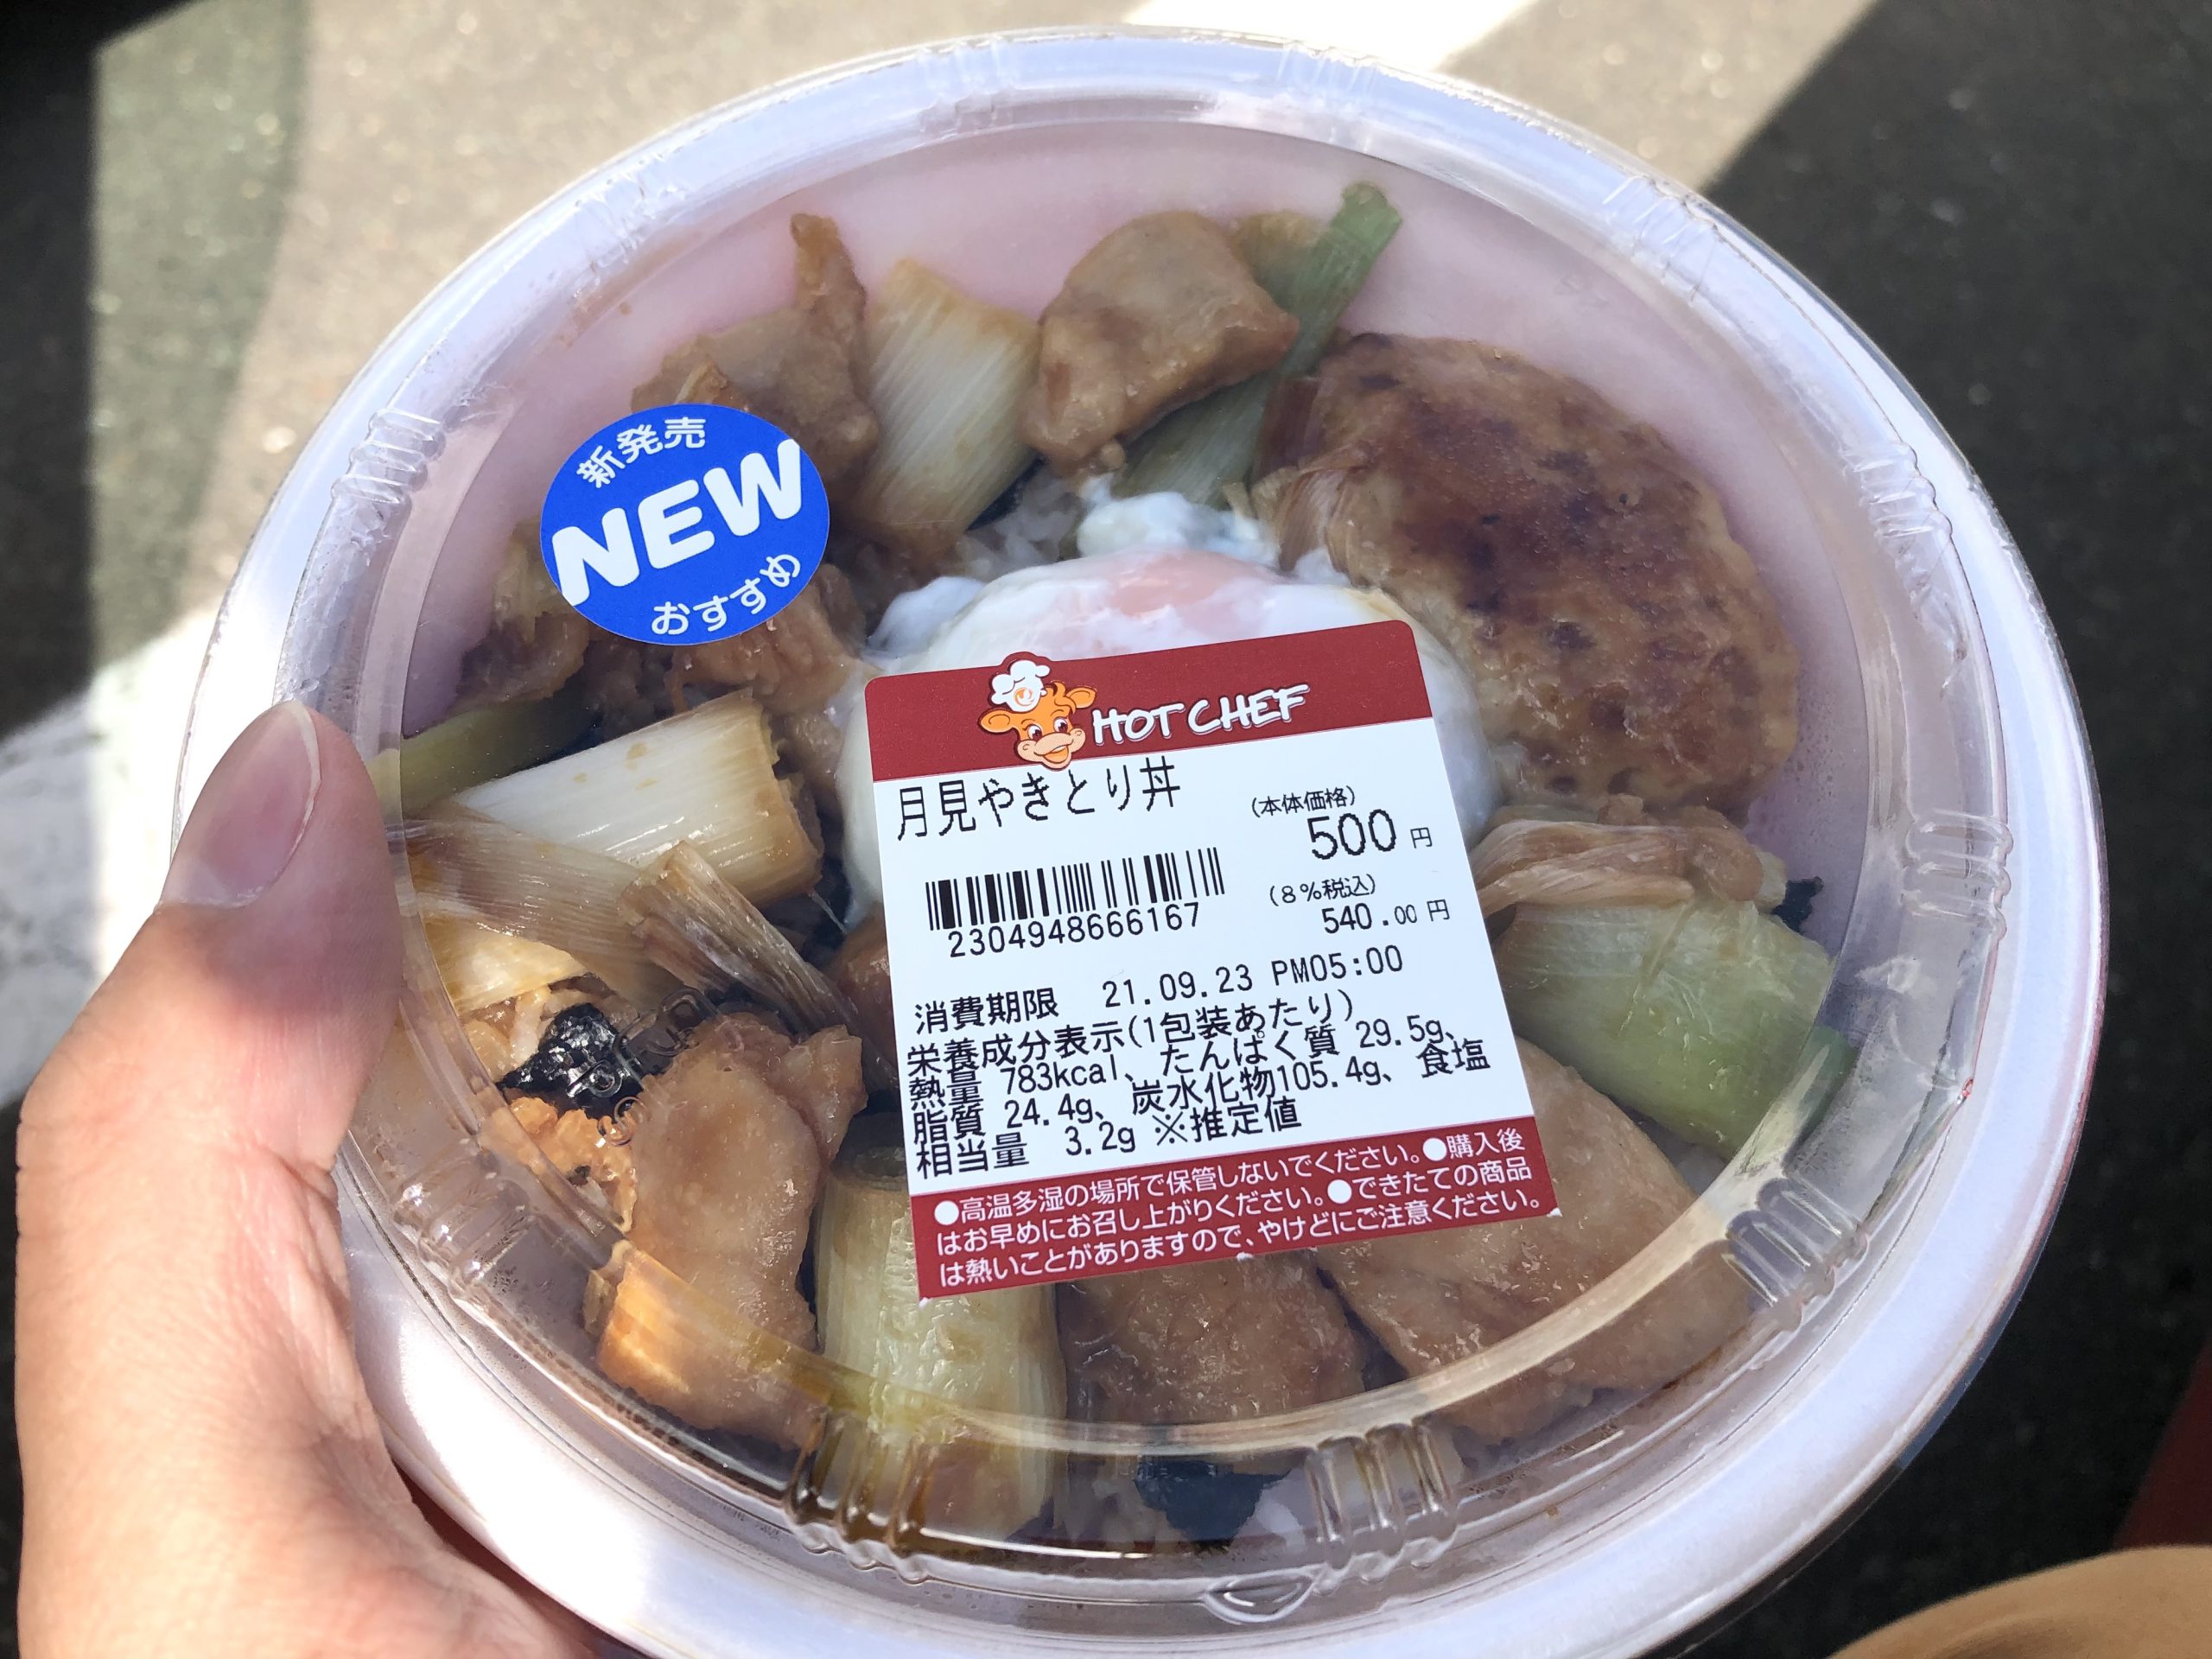 新発売
NEW
おすすめ
HOT CHEF
月見やきとり丼
(本体価格)
500 円
2304948666167
(8%税込)
540.00 円
消費期限 21.09.23 PM05:00
栄養成分表示(1包装あたり)
熱量 783kcal、たんぱく質 29.5g、
脂質 24.4g、炭水化物105.4g、食塩
相当量 3.2g ※推定値
●高温多湿の場所で保管しないでください。●購入後
はお早めにお召し上がりください。●できたての商品
は熱いことがありますので、やけどにご注意ください。